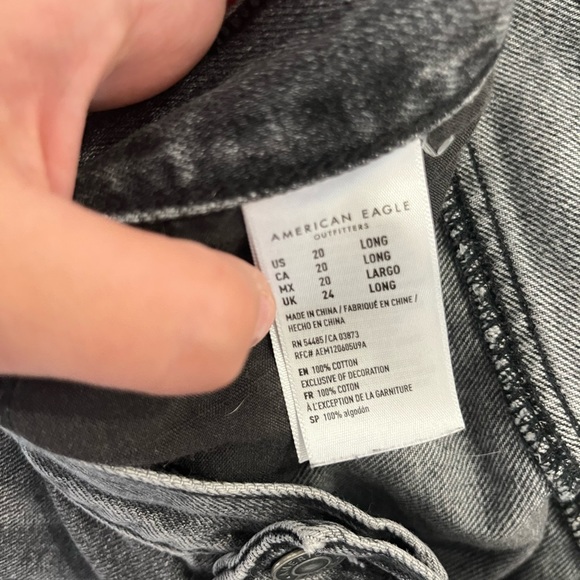 AMERICAN EAGLE
OUTFITTERS
US 20 LONG
CA 20 LONG
MX 20 LARGO
UK 24 LONG
MADE IN CHINA / FABRIQUÉ EN CHINE /
HECHO EN CHINA
RN 54485/CA 03873
RFC# AEM120605U9A
EN 100% COTTON
EXCLUSIVE OF DECORATION
FR 100% COTON
À L'EXCEPTION DE LA GARNITURE
SP 100% algodón